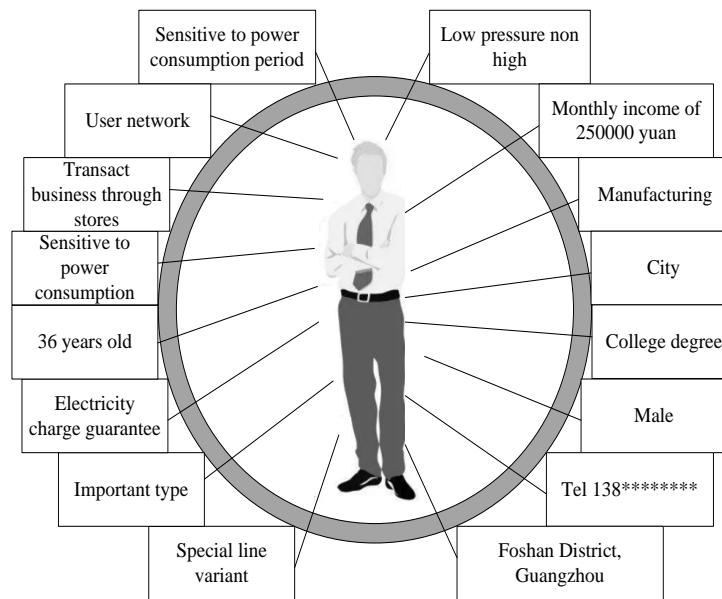 Sensitive to power
consumption period
Low pressure non
high
User network
Monthly income of
250000 yuan
Transact
business through
stores
Manufacturing
Sensitive to
power
consumption
City
36 years old
College degree
Electricity
charge guarantee
Male
Important type
Tel 138********
Special line
variant
Foshan District,
Guangzhou